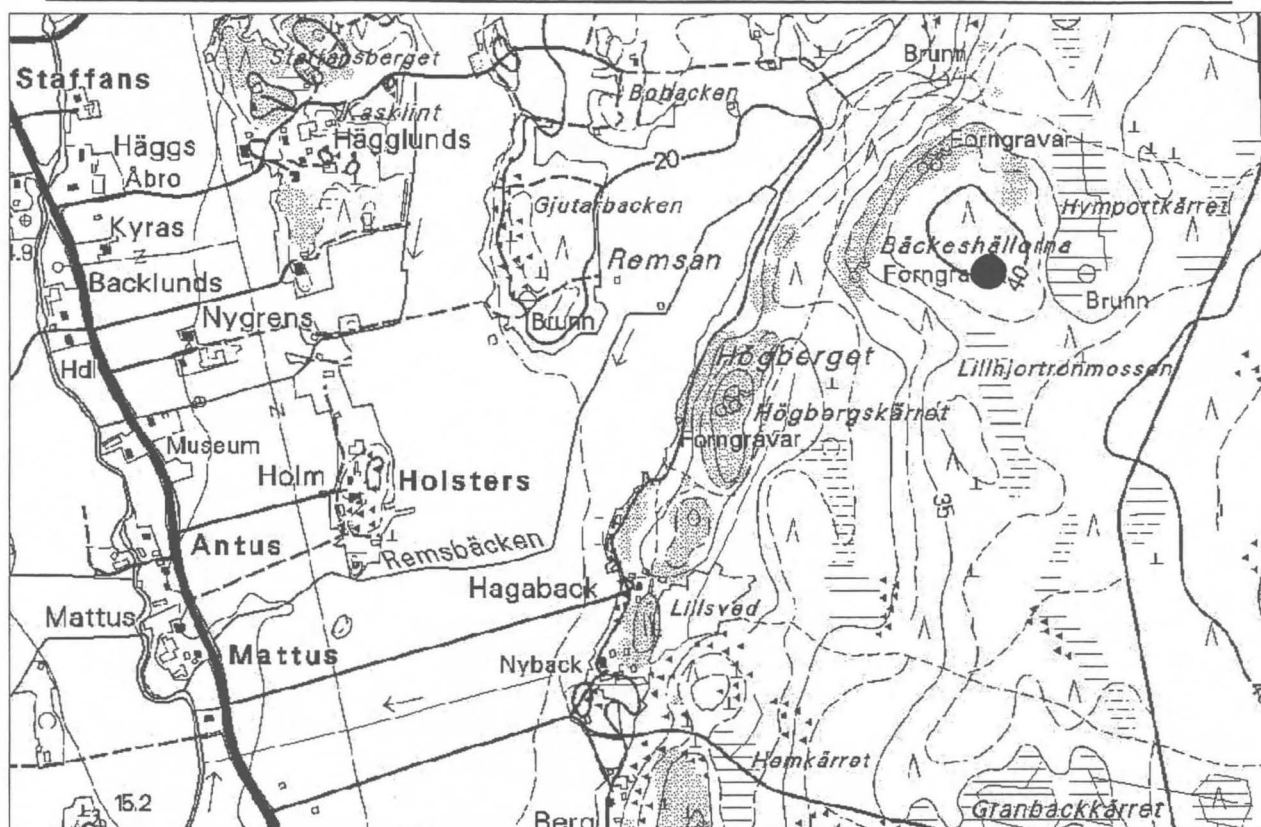 Brunn
Staffansberget
Staffans
Bobacken
Kasklint
Hägglunds
Forngravar
Häggs
Åbro
20
Gjutarbacken
Hymportkärret
Kyras
Remsan
Bäckeshällorna
Backlunds
40
Brunn
Nygrens
Brunn
Hdl
Högberget
Lillhjortronmossen
Högbergskärret
Museum
Forngravar
Holm
Holsters
35
Antus
Remsbäcken
Hagaback
Lillsved
Mattus
Mattus
Nyback
Hemkärret
15.2
Granbackkärret
Berg